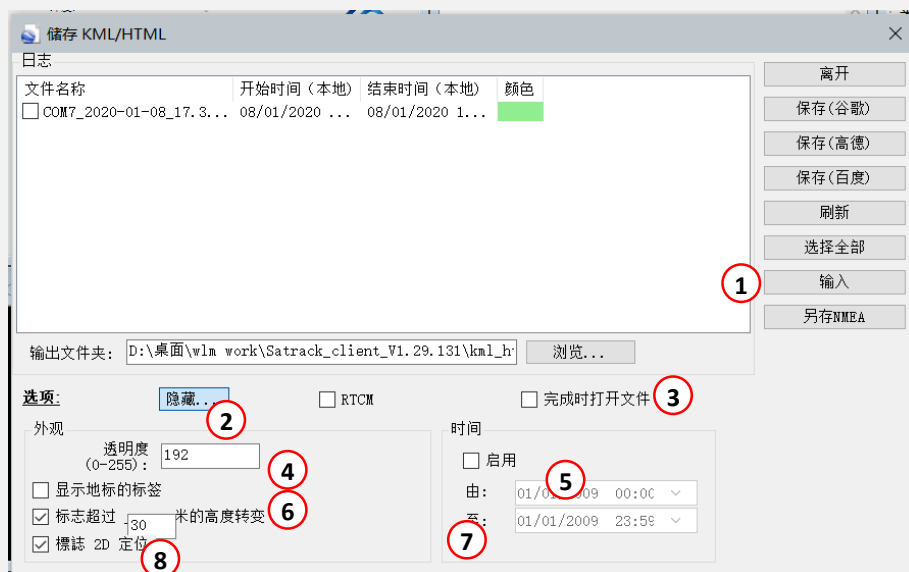 储存 KML/HTML
日志
文件名称 开始时间（本地） 结束时间（本地） 颜色
COM7_2020-01-08_17.3... 08/01/2020 ... 08/01/2020 1...
离开
保存(谷歌)
保存(高德)
保存(百度)
刷新
选择全部
1 输入
另存NMEA
输出文件夹: D:\桌面\wlm work\Satrack_client_V1.29.131\kml_h 浏览...
选项: 隐藏... RTCM 完成时打开文件 3
2
外观
时间
透明度
(0-255): 192
4
启用
显示地标的标签
由: 01/01/2009 00:00
5
标志超过 30 米的高度转变 6
至: 01/01/2009 23:59
7
標誌 2D 定位
8